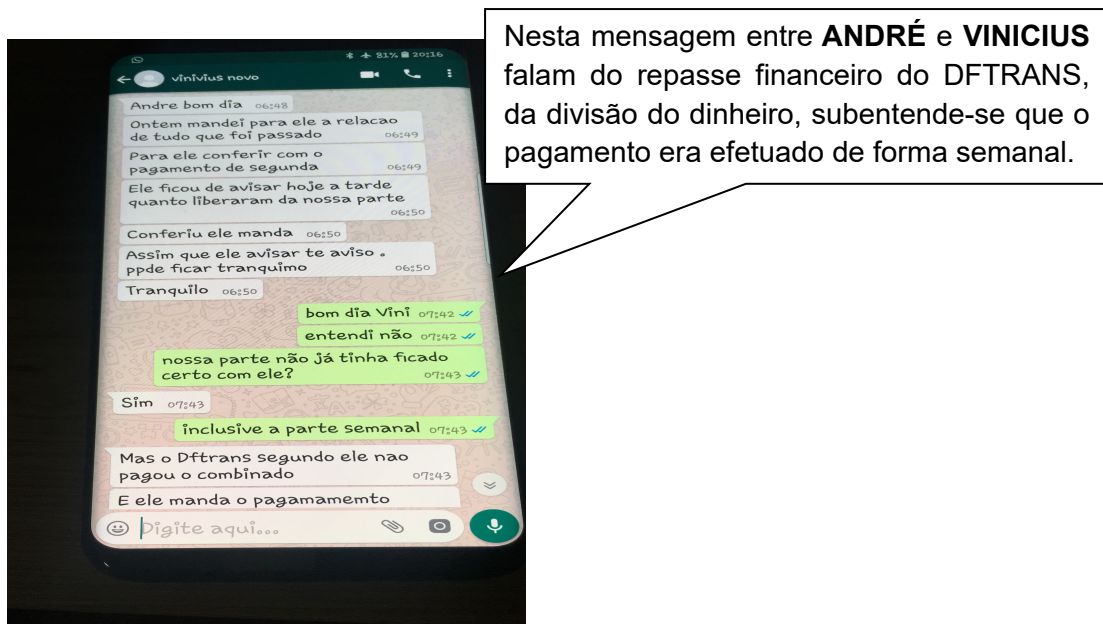 Nesta mensagem entre ANDRÉ e VINICIUS
falam do repasse financeiro do DFTRANS,
da divisão do dinheiro, subentende-se que o
pagamento era efetuado de forma semanal.
81% 20:16
vinivius novo
Andre bom dia 06:48
Ontem mandei para ele a relacao
de tudo que foi passado 06:49
Para ele conferir com o
pagamento de segunda 06:49
Ele ficou de avisar hoje a tarde
quanto liberaram da nossa parte
06:50
Conferiu ele manda 06:50
Assim que ele avisar te aviso .
ppde ficar tranquimo 06:50
Tranquilo 06:50
bom dia Vini 07:42
entendi não 07:42
nossa parte não já tinha ficado
certo com ele? 07:43
Sim 07:43
inclusive a parte semanal 07:43
Mas o Dftrans segundo ele nao
pagou o combinado 07:43
E ele manda o pagamamemto
Digite aqui...